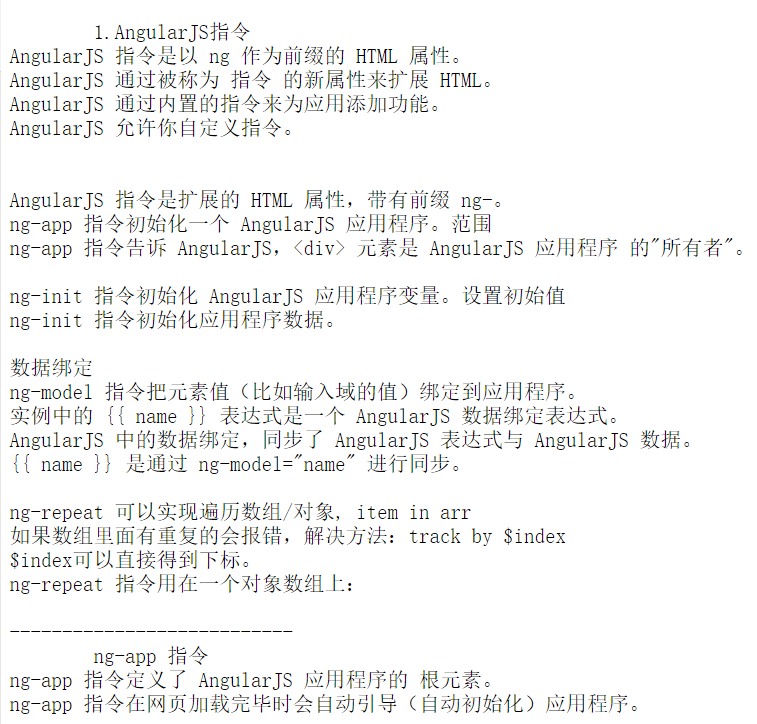 1.AngularJS指令
AngularJS 指令是以 ng 作为前缀的 HTML 属性。
AngularJS 通过被称为 指令 的新属性来扩展 HTML。
AngularJS 通过内置的指令来为应用添加功能。
AngularJS 允许你自定义指令。
AngularJS 指令是扩展的 HTML 属性，带有前缀 ng-。
ng-app 指令初始化一个 AngularJS 应用程序。范围
ng-app 指令告诉 AngularJS，<div> 元素是 AngularJS 应用程序 的"所有者"。
ng-init 指令初始化 AngularJS 应用程序变量。设置初始值
ng-init 指令初始化应用程序数据。
数据绑定
ng-model 指令把元素值（比如输入域的值）绑定到应用程序。
实例中的 {{ name }} 表达式是一个 AngularJS 数据绑定表达式。
AngularJS 中的数据绑定，同步了 AngularJS 表达式与 AngularJS 数据。
{{ name }} 是通过 ng-model="name" 进行同步。
ng-repeat 可以实现遍历数组/对象, item in arr
如果数组里面有重复的会报错，解决方法：track by $index
$index可以直接得到下标。
ng-repeat 指令用在一个对象数组上：
---------------------------
ng-app 指令
ng-app 指令定义了 AngularJS 应用程序的 根元素。
ng-app 指令在网页加载完毕时会自动引导（自动初始化）应用程序。